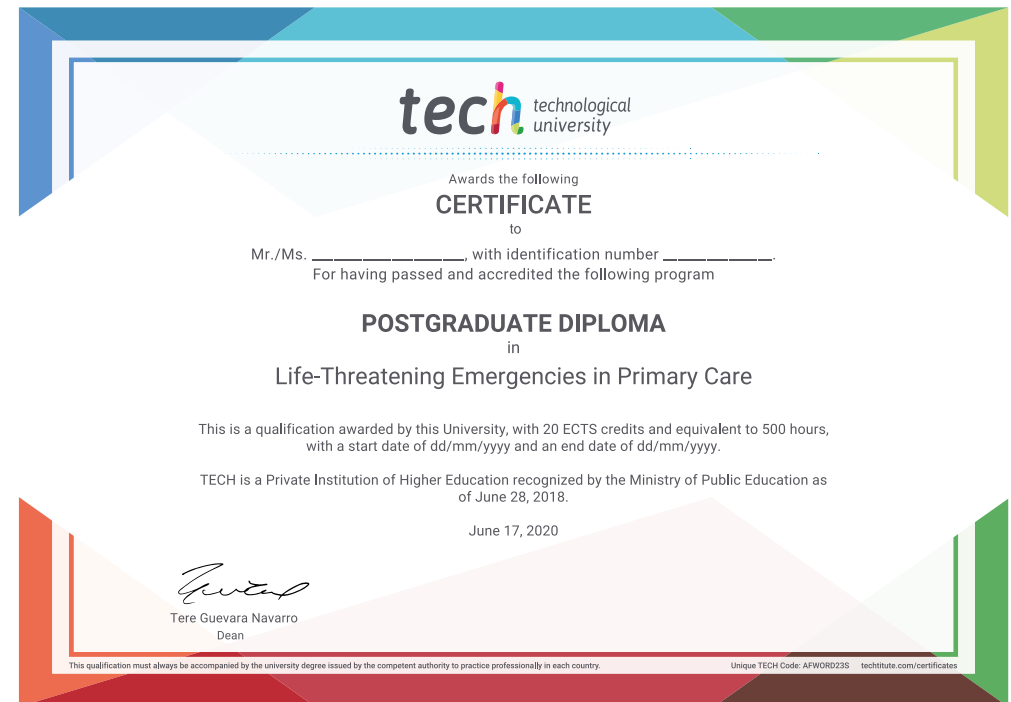 tech technological
university
Awards the following
CERTIFICATE
to
Mr./Ms. __________________, with identification number _____________.
For having passed and accredited the following program
POSTGRADUATE DIPLOMA
in
Life-Threatening Emergencies in Primary Care
This is a qualification awarded by this University, with 20 ECTS credits and equivalent to 500 hours,
with a start date of dd/mm/yyyy and an end date of dd/mm/yyyy.
TECH is a Private Institution of Higher Education recognized by the Ministry of Public Education as
of June 28, 2018.
June 17, 2020
Tere Guevara Navarro
Dean
This qualification must always be accompanied by the university degree issued by the competent authority to practice professionally in each country.
Unique TECH Code: AFWORD23S techtitute.com/certificates